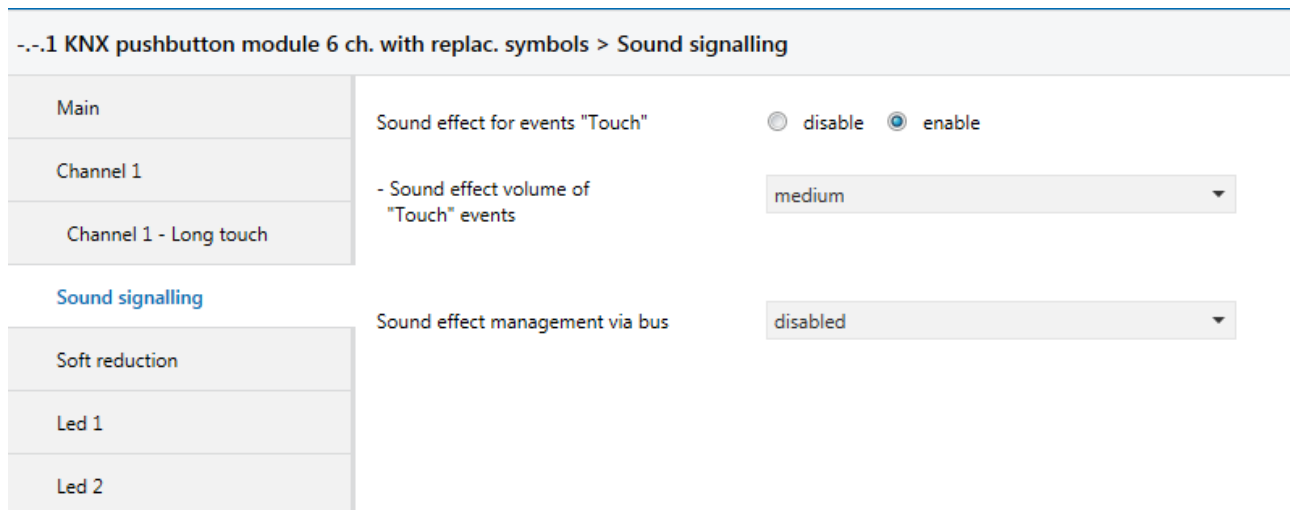 -.-.1 KNX pushbutton module 6 ch. with replac. symbols > Sound signalling
Main
Channel 1
Channel 1 - Long touch
Sound signalling
Soft reduction
Led 1
Led 2
Sound effect for events "Touch"
disable enable
- Sound effect volume of
"Touch" events
medium
Sound effect management via bus
disabled